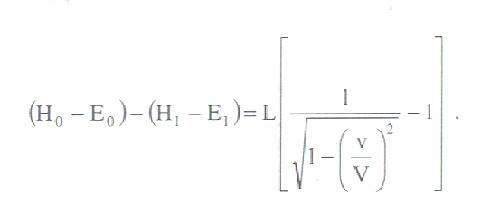 (H₀ − E₀) − (H₁ − E₁) = L[1/√(1 − (v/V)²) − 1].